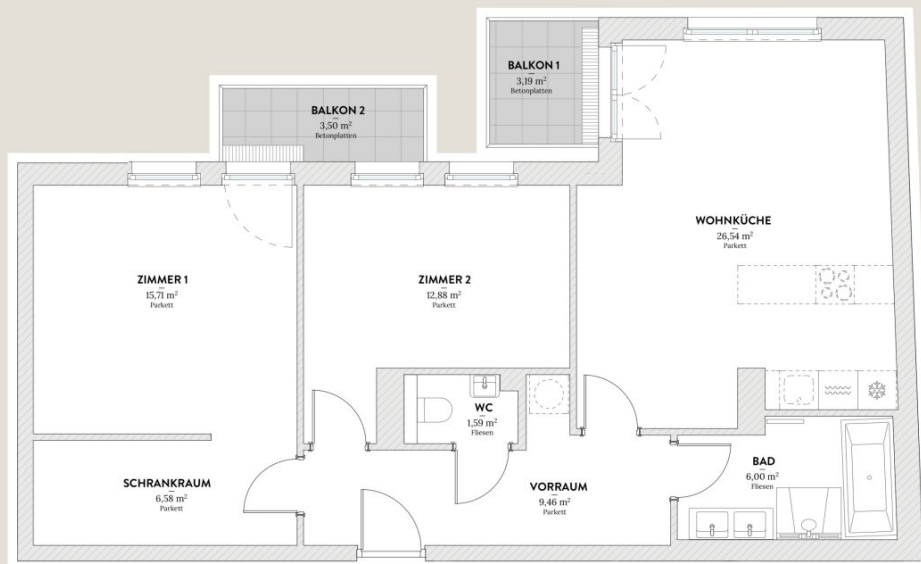 BALKON 1
3,19 m²
Betonplatten
BALKON 2
3,50 m²
Betonplatten
WOHNKÜCHE
26,54 m²
Parkett
ZIMMER 1
15,71 m²
Parkett
ZIMMER 2
12,88 m²
Parkett
WC
1,59 m²
Fliesen
SCHRANKRAUM
6,58 m²
Parkett
VORRAUM
9,46 m²
Parkett
BAD
6,00 m²
Fliesen